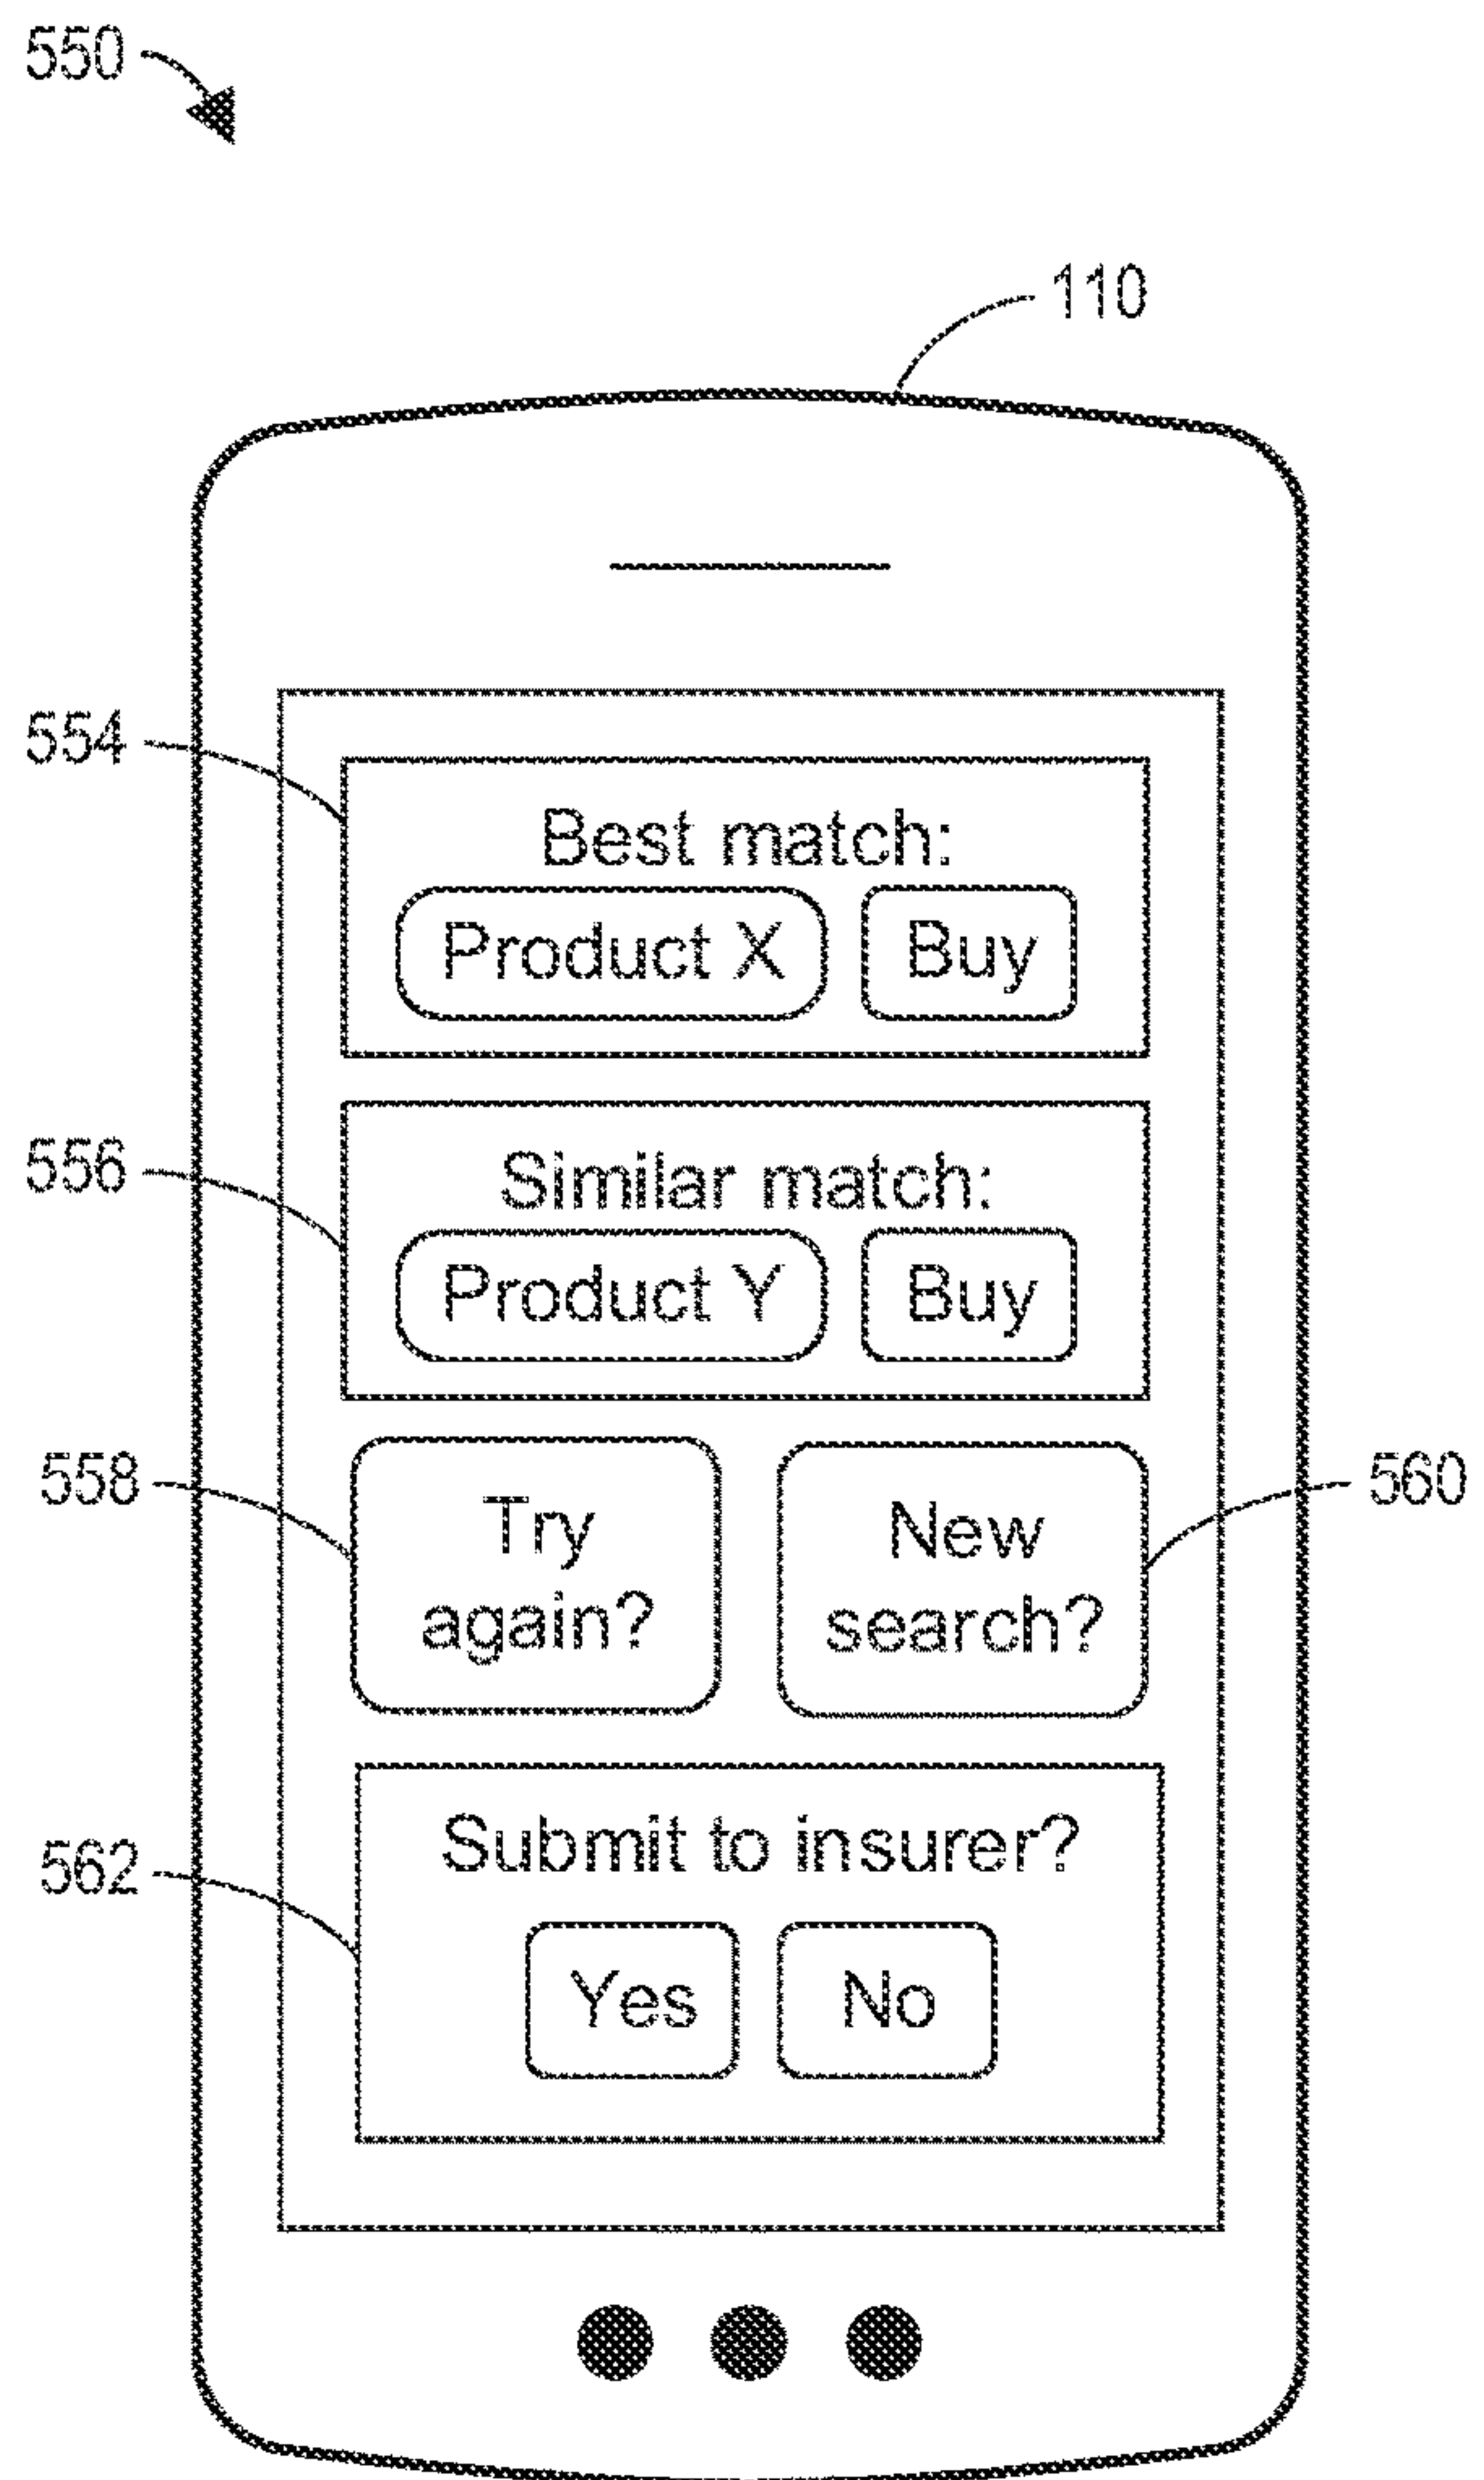 550
110
554
Best match:
Product X Buy
556
Similar match:
Product Y Buy
558
Try
again?
New
search?
560
562
Submit to insurer?
Yes No